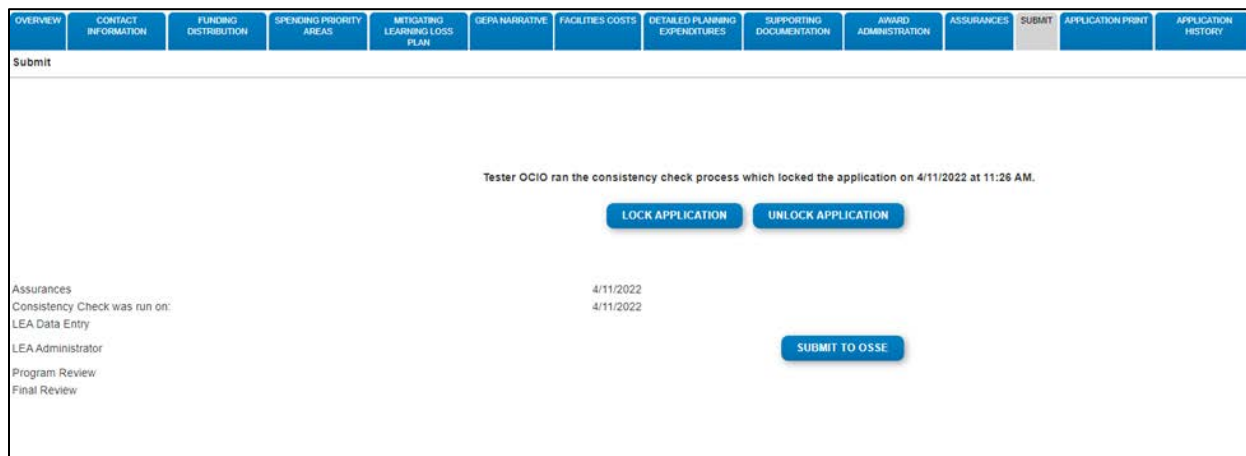 OVERVIEW CONTACT INFORMATION FUNDING DISTRIBUTION SPENDING PRIORITY AREAS MITIGATING LEARNING LOSS PLAN GEPA NARRATIVE FACILITIES COSTS DETAILED PLANNING EXPENDITURES SUPPORTING DOCUMENTATION AWARD ADMINISTRATION ASSURANCES SUBMIT APPLICATION PRINT APPLICATION HISTORY
Submit
Tester OCIO ran the consistency check process which locked the application on 4/11/2022 at 11:26 AM.
LOCK APPLICATION UNLOCK APPLICATION
Assurances 4/11/2022
Consistency Check was run on: 4/11/2022
LEA Data Entry
LEA Administrator SUBMIT TO OSSE
Program Review
Final Review